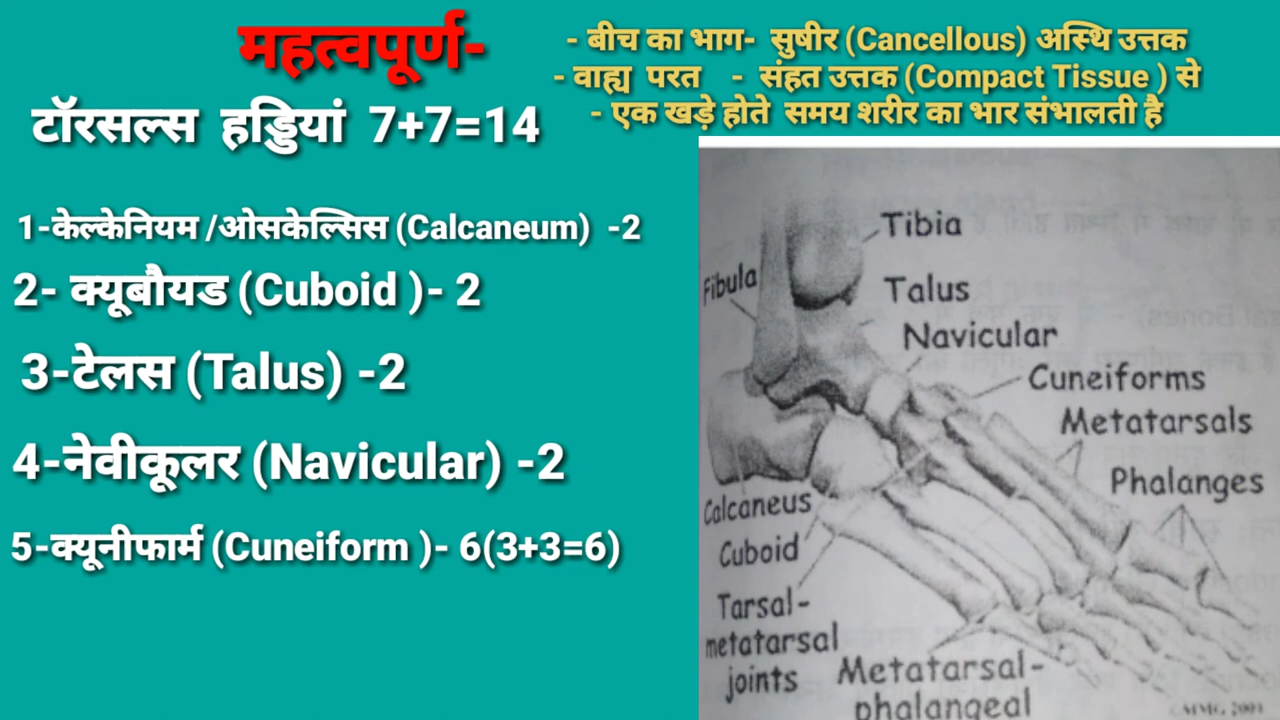 महत्वपूर्ण-
- बीच का भाग- सुषीर (Cancellous) अस्थि उत्तक
- वाह्य परत - संहत उत्तक (Compact Tissue ) से
- एक खड़े होते समय शरीर का भार संभालती है
टॉरसल्स हड्डियां 7+7=14
1-केल्केनियम /ओसकेल्सिस (Calcaneum) -2
2- क्यूबौयड (Cuboid )- 2
3-टेलस (Talus) -2
4-नेवीकूलर (Navicular) -2
5-क्यूनीफार्म (Cuneiform )- 6(3+3=6)
Tibia
Fibula
Talus
Navicular
Cuneiforms
Metatarsals
Phalanges
Calcaneus
Cuboid
Tarsal-
metatarsal
joints
Metatarsal-
phalangeal